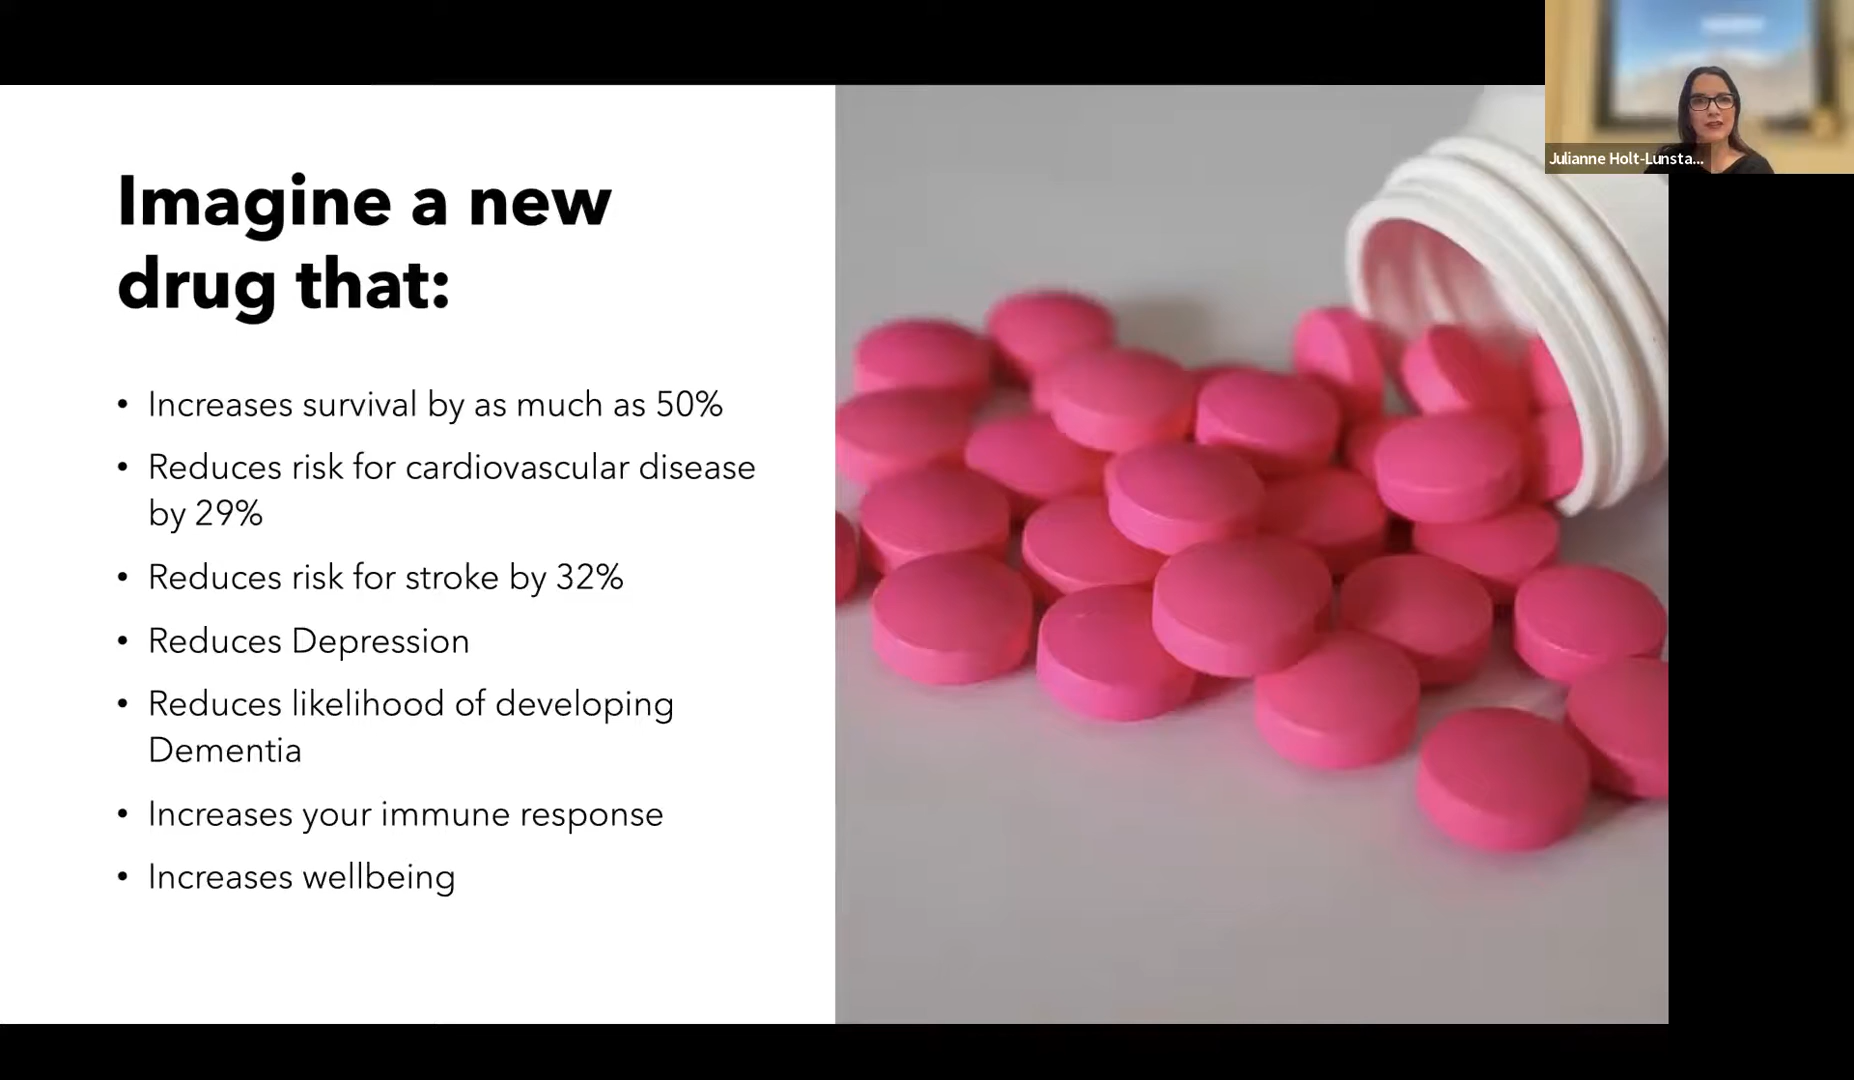 Julianne Holt-Lunsta...
Imagine a new
drug that:
• Increases survival by as much as 50%
• Reduces risk for cardiovascular disease
by 29%
• Reduces risk for stroke by 32%
• Reduces Depression
• Reduces likelihood of developing
Dementia
• Increases your immune response
• Increases wellbeing